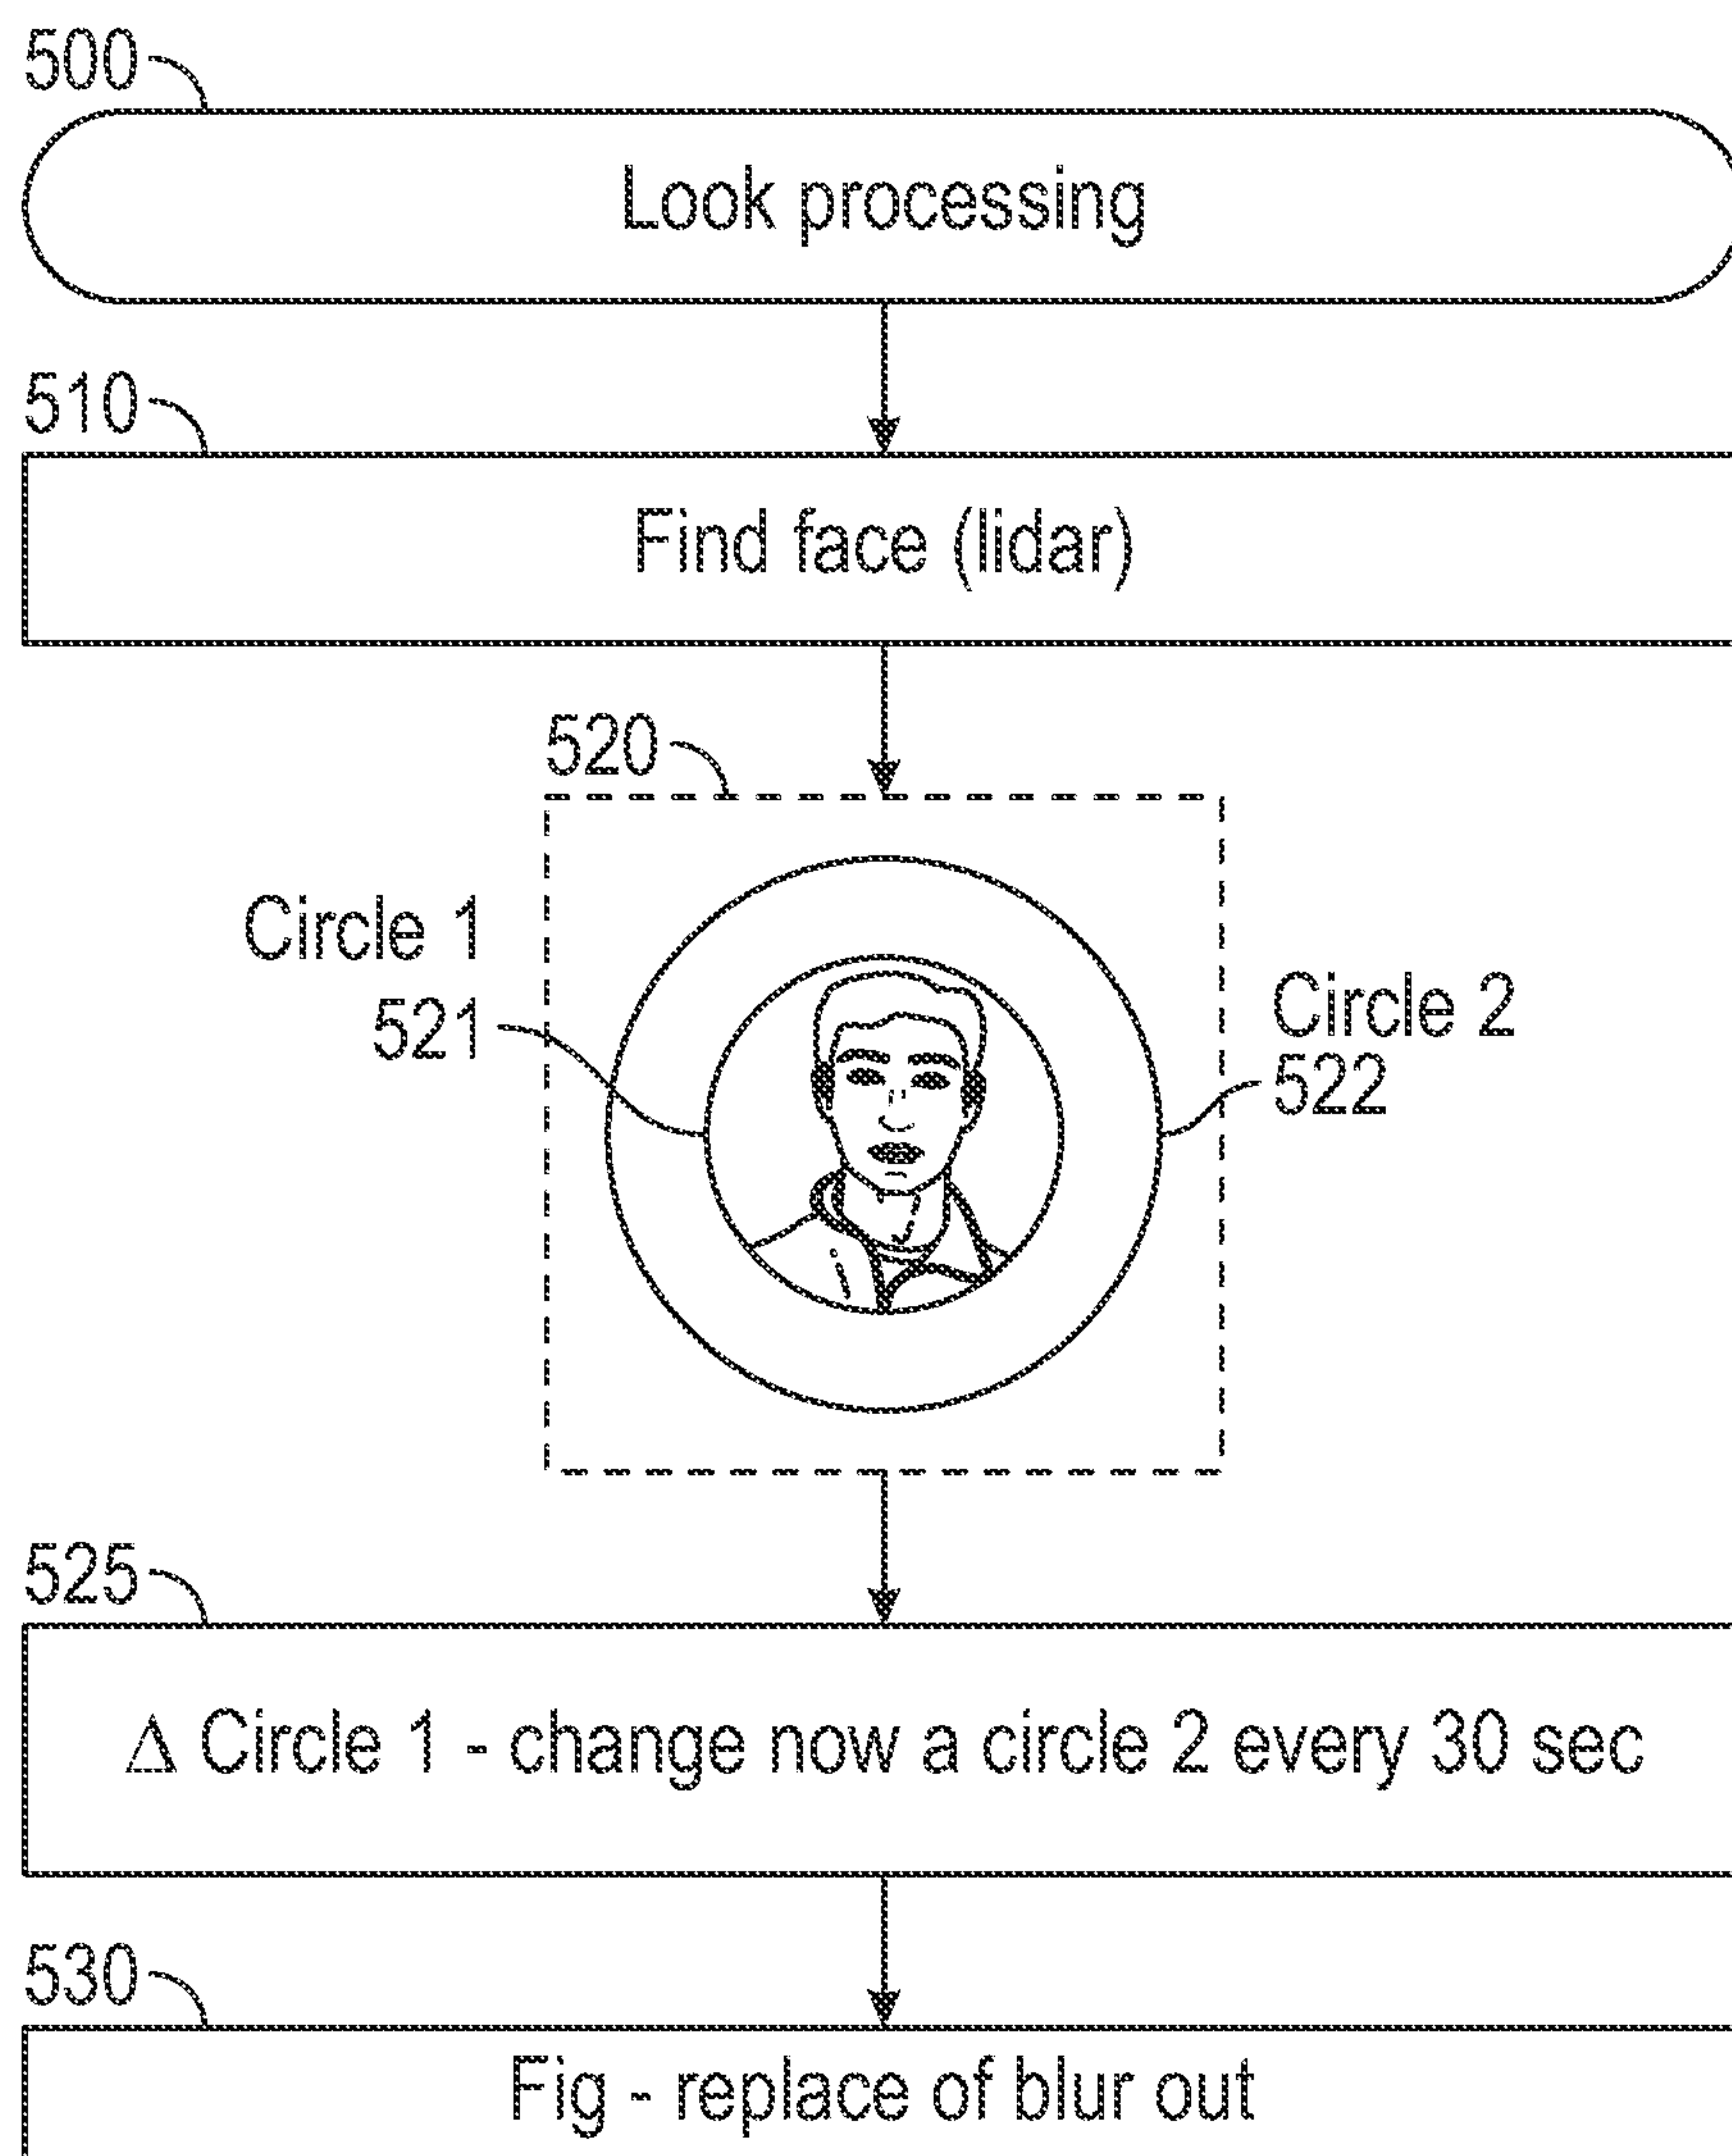 500
Look processing
510
Find face (lidar)
520
Circle 1
521
Circle 2
522
525
Δ Circle 1 - change now a circle 2 every 30 sec
530
Fig - replace of blur out